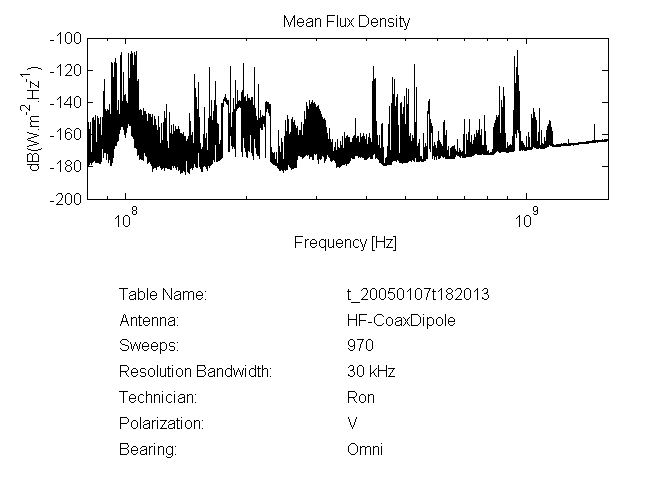 Mean Flux Density
-100
-120
-140
-160
-180
-200
dB(W.m-2.Hz-1)
10^8
10^9
Frequency [Hz]
Table Name: t_20050107t182013
Antenna: HF-CoaxDipole
Sweeps: 970
Resolution Bandwidth: 30 kHz
Technician: Ron
Polarization: V
Bearing: Omni